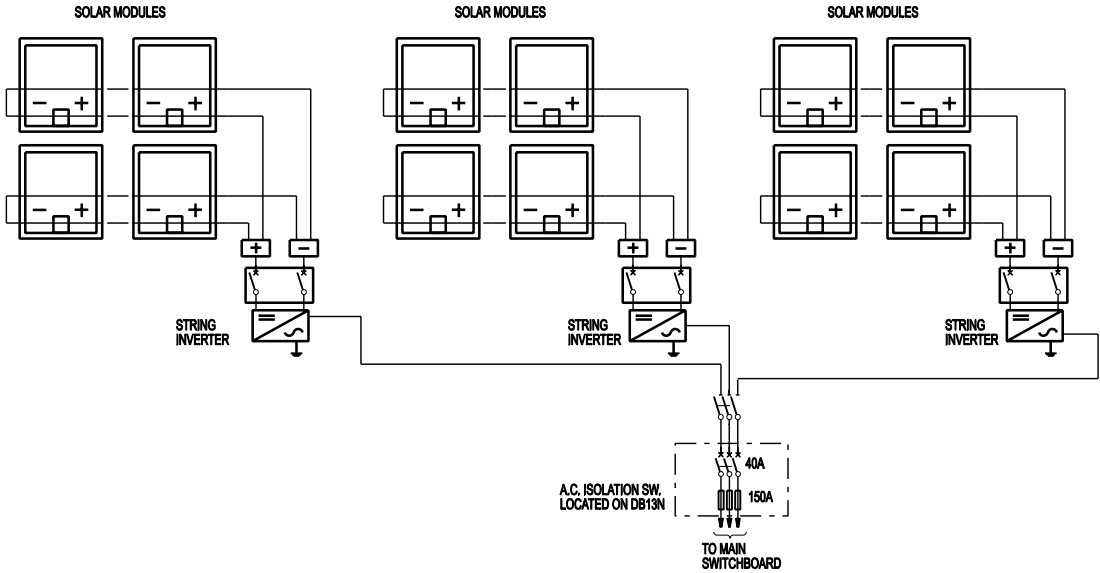 SOLAR MODULES
SOLAR MODULES
SOLAR MODULES
− + − +
− + − +
− + − +
− + − +
− + − +
− + − +
+ −
+ −
+ −
STRING
INVERTER
STRING
INVERTER
STRING
INVERTER
40A
A.C. ISOLATION SW.
LOCATED ON DB13N
150A
TO MAIN
SWITCHBOARD